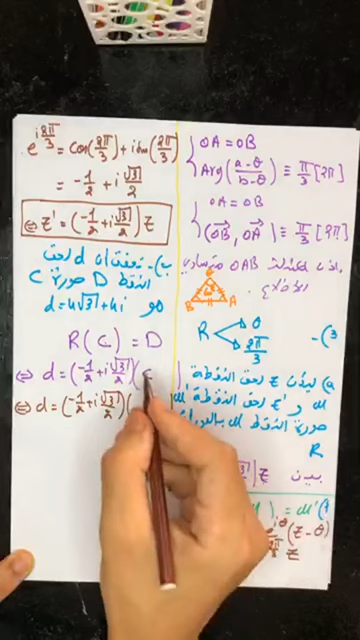 OA = OB
Arg((a-θ)/(b-θ)) ≡ π/3 [2π]
OA = OB
(OB, OA) ≡ π/3 [2π]
إذن المثلث OAB متساوي
الأضلاع.
B A
3)- R θ
2π/3
a) ليكن z لحق النقطة
M و z' لحق النقطة M'
صورة النقطة M بالدوران
R
بين
z
(z - θ)
e^(i2π/3) = cos(2π/3) + i sin(2π/3)
= -1/2 + i √3/2
⇔ z' = (-1/2 + i √3/2) z
ب)- تحقق أن d لحق
النقطة D صورة C
هو d = 4√3 + 4i
R(C) = D
⇔ d = (-1/2 + i √3/2)(c
⇔ d = (-1/2 + i √3/2)(